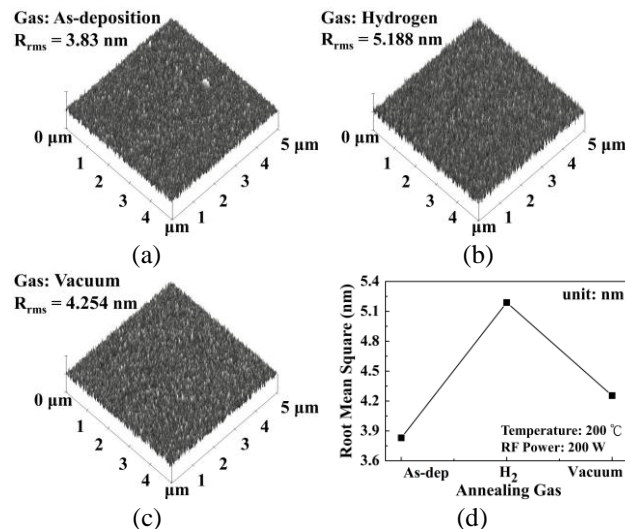 Gas: As-deposition
Rrms = 3.83 nm
0 μm
1
2
3
4
μm
1
2
3
4
5 μm
(a)
Gas: Hydrogen
Rrms = 5.188 nm
0 μm
1
2
3
4
μm
1
2
3
4
5 μm
(b)
Gas: Vacuum
Rrms = 4.254 nm
0 μm
1
2
3
4
μm
1
2
3
4
5 μm
(c)
Root Mean Square (nm)
5.4
5.1
4.8
4.5
4.2
3.9
3.6
unit: nm
Temperature: 200 ℃
RF Power: 200 W
As-dep H2 Vacuum
Annealing Gas
(d)